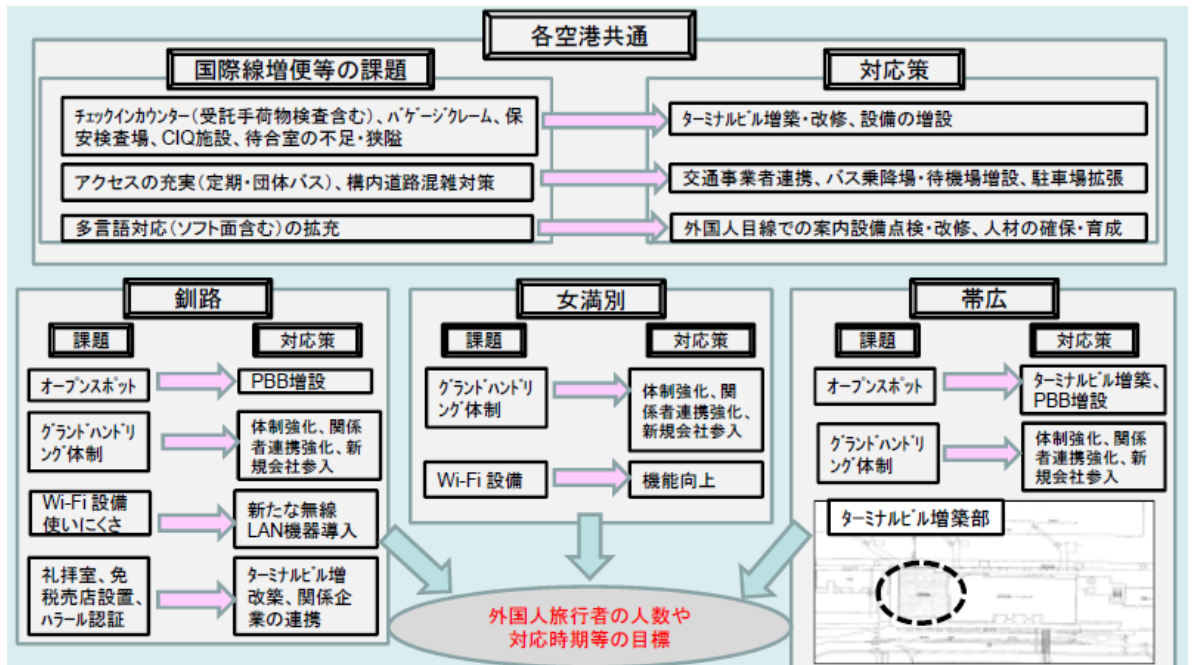 各空港共通
国際線増便等の課題
対応策
ﾁｪｯｸｲﾝｶｳﾝﾀｰ(受託手荷物検査含む)、ﾊﾞｹﾞｰｼﾞｸﾚｰﾑ、保
安検査場、CIQ施設、待合室の不足・狭隘
ﾀｰﾐﾅﾙﾋﾞﾙ増築・改修、設備の増設
アクセスの充実(定期・団体バス)、構内道路混雑対策
交通事業者連携、バス乗降場・待機場増設、駐車場拡張
多言語対応(ソフト面含む)の拡充
外国人目線での案内設備点検・改修、人材の確保・育成
釧路
課題
対応策
オープンスポット
PBB増設
ｸﾞﾗﾝﾄﾞﾊﾝﾄﾞﾘ
ﾝｸﾞ体制
体制強化、関係
者連携強化、新
規会社参入
Wi-Fi 設備
使いにくさ
新たな無線
LAN機器導入
礼拝室、免
税売店設置、
ﾊﾗｰﾙ認証
ﾀｰﾐﾅﾙﾋﾞﾙ増
改築、関係企
業の連携
女満別
課題
対応策
ｸﾞﾗﾝﾄﾞﾊﾝﾄﾞﾘ
ﾝｸﾞ体制
体制強化、関
係者連携強化、
新規会社参入
Wi-Fi 設備
機能向上
帯広
課題
対応策
オープンスポット
ﾀｰﾐﾅﾙﾋﾞﾙ増築、
PBB増設
ｸﾞﾗﾝﾄﾞﾊﾝﾄﾞﾘ
ﾝｸﾞ体制
体制強化、関係
者連携強化、新
規会社参入
ﾀｰﾐﾅﾙﾋﾞﾙ増築部
外国人旅行者の人数や
対応時期等の目標